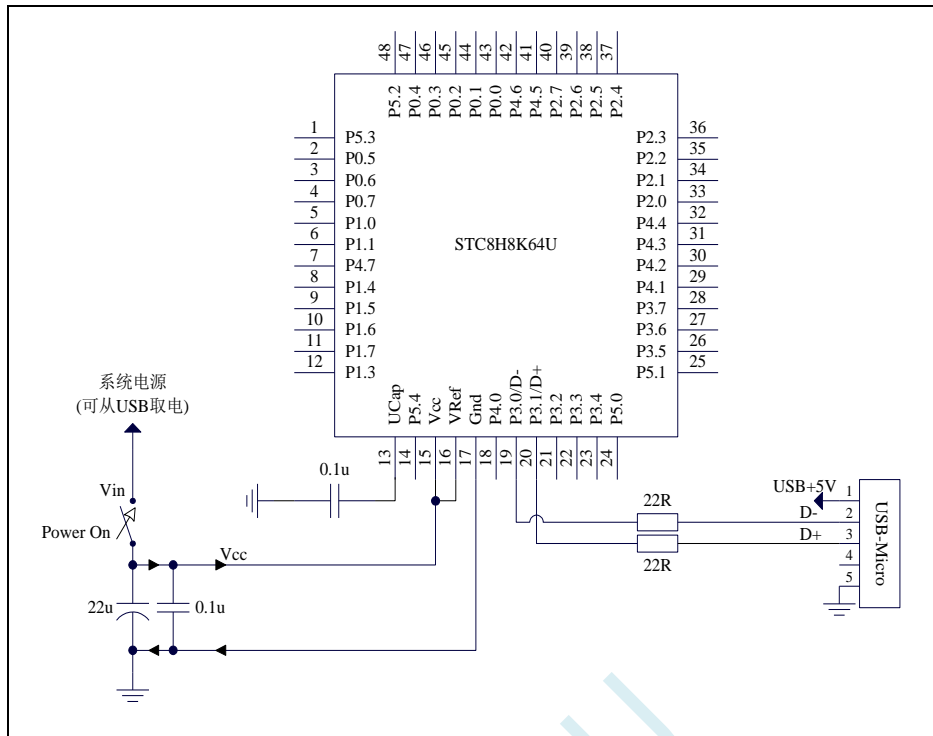 48 47 46 45 44 43 42 41 40 39 38 37
P5.2 P0.4 P0.3 P0.2 P0.1 P0.0 P4.6 P4.5 P2.7 P2.6 P2.5 P2.4
1 P5.3
2 P0.5
3 P0.6
4 P0.7
5 P1.0
6 P1.1
7 P4.7
8 P1.4
9 P1.5
10 P1.6
11 P1.7
12 P1.3
STC8H8K64U
P2.3 36
P2.2 35
P2.1 34
P2.0 33
P4.4 32
P4.3 31
P4.2 30
P4.1 29
P3.7 28
P3.6 27
P3.5 26
P5.1 25
UCap P5.4 Vcc VRef Gnd P4.0 P3.0/D- P3.1/D+ P3.2 P3.3 P3.4 P5.0
13 14 15 16 17 18 19 20 21 22 23 24
系统电源
(可从USB取电)
Vin
Power On
0.1u
Vcc
22u
0.1u
22R
22R
USB+5V
D-
D+
1
2
3
4
5
USB-Micro